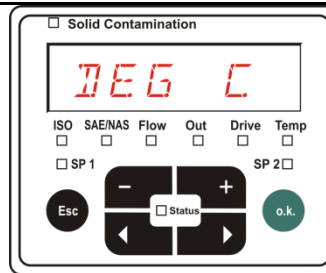 Solid Contamination
DEG C
ISO SAE/NAS Flow Out Drive Temp
SP 1 SP 2
- +
Esc Status o.k.